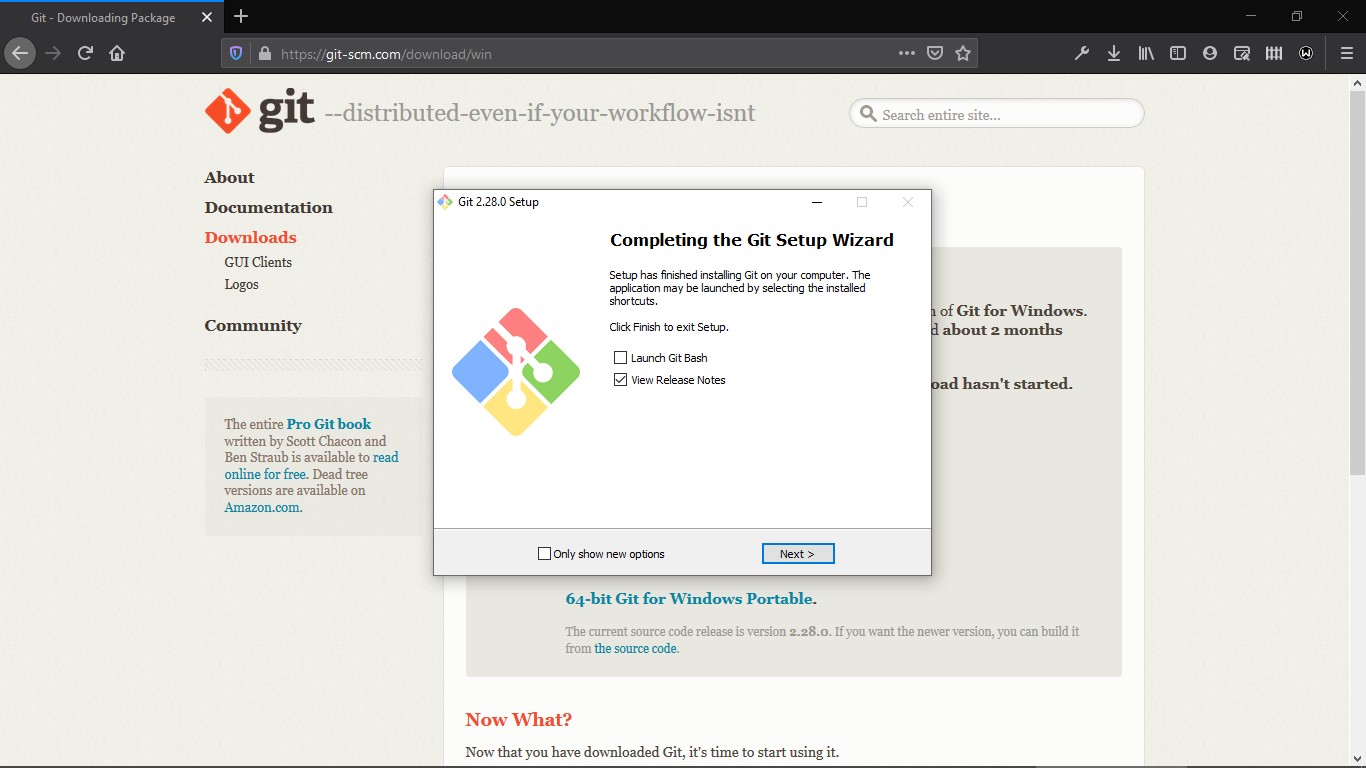 Git - Downloading Package
https://git-scm.com/download/win
git --distributed-even-if-your-workflow-isnt
Search entire site...
About
Documentation
Downloads
GUI Clients
Logos
Community
The entire Pro Git book
written by Scott Chacon and
Ben Straub is available to read
online for free. Dead tree
versions are available on
Amazon.com.
Git 2.28.0 Setup
Completing the Git Setup Wizard
Setup has finished installing Git on your computer. The
application may be launched by selecting the installed
shortcuts.
Click Finish to exit Setup.
Launch Git Bash
View Release Notes
Only show new options
Next >
of Git for Windows.
about 2 months
hasn't started.
64-bit Git for Windows Portable.
The current source code release is version 2.28.0. If you want the newer version, you can build it
from the source code.
Now What?
Now that you have downloaded Git, it's time to start using it.